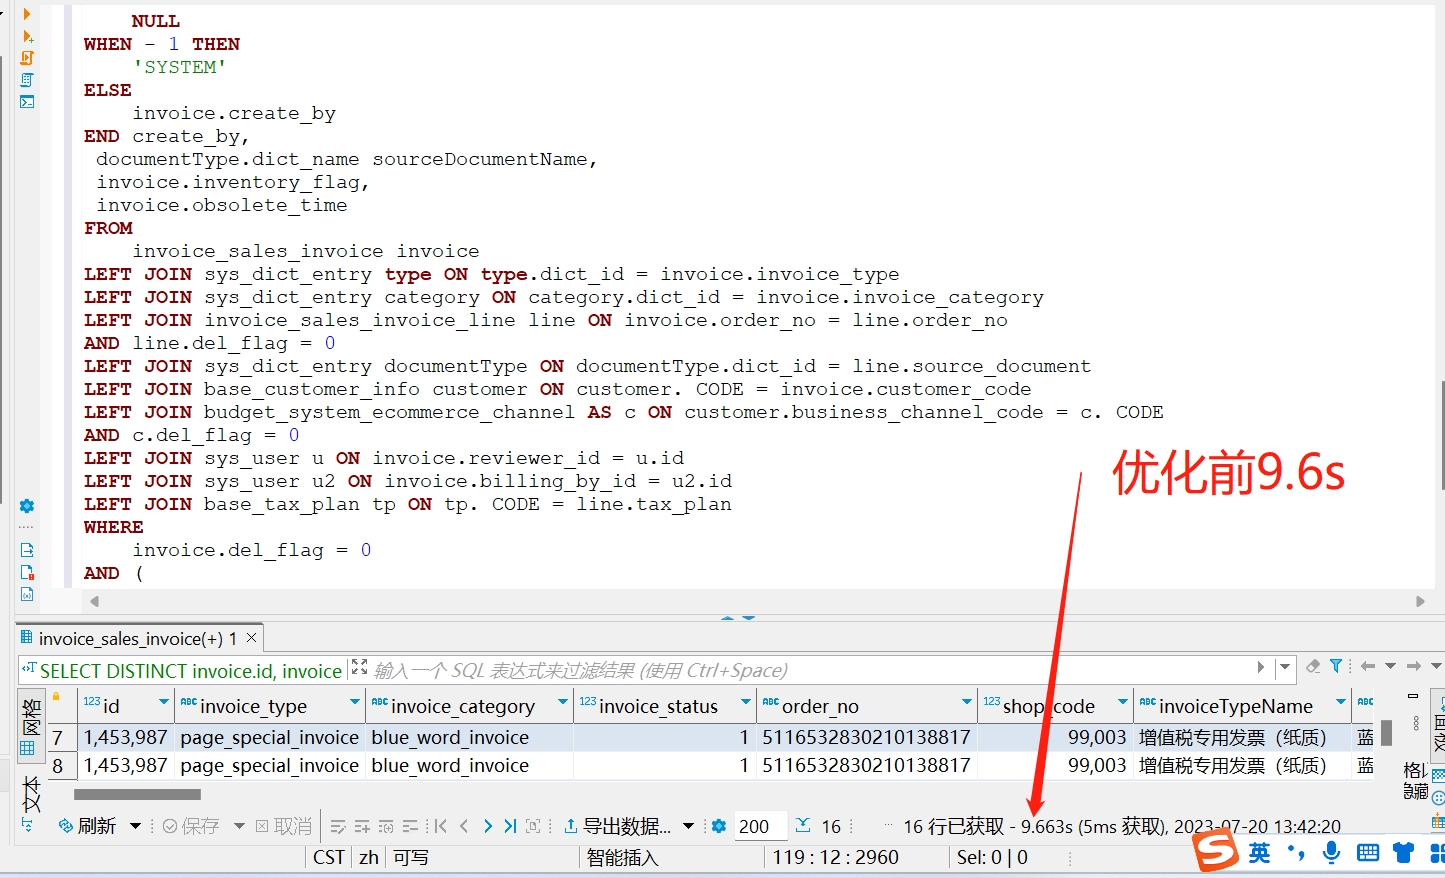 NULL
WHEN - 1 THEN
'SYSTEM'
ELSE
invoice.create_by
END create_by,
documentType.dict_name sourceDocumentName,
invoice.inventory_flag,
invoice.obsolete_time
FROM
invoice_sales_invoice invoice
LEFT JOIN sys_dict_entry type ON type.dict_id = invoice.invoice_type
LEFT JOIN sys_dict_entry category ON category.dict_id = invoice.invoice_category
LEFT JOIN invoice_sales_invoice_line line ON invoice.order_no = line.order_no
AND line.del_flag = 0
LEFT JOIN sys_dict_entry documentType ON documentType.dict_id = line.source_document
LEFT JOIN base_customer_info customer ON customer. CODE = invoice.customer_code
LEFT JOIN budget_system_ecommerce_channel AS c ON customer.business_channel_code = c. CODE
AND c.del_flag = 0
LEFT JOIN sys_user u ON invoice.reviewer_id = u.id
优化前9.6s
LEFT JOIN sys_user u2 ON invoice.billing_by_id = u2.id
LEFT JOIN base_tax_plan tp ON tp. CODE = line.tax_plan
WHERE
invoice.del_flag = 0
AND (
invoice_sales_invoice(+) 1
SELECT DISTINCT invoice.id, invoice 输入一个 SQL 表达式来过滤结果 (使用 Ctrl+Space)
网格
文本
123 id ABC invoice_type ABC invoice_category 123 invoice_status ABC order_no 123 shop_code ABC invoiceTypeName ABC
7 1,453,987 page_special_invoice blue_word_invoice 1 5116532830210138817 99,003 增值税专用发票（纸质） 蓝
8 1,453,987 page_special_invoice blue_word_invoice 1 5116532830210138817 99,003 增值税专用发票（纸质） 蓝
刷新 保存 取消 导出数据... 200 16 16 行已获取 - 9.663s (5ms 获取), 2023-07-20 13:42:20
CST zh 可写 智能插入 119 : 12 : 2960 Sel: 0 | 0
S 英